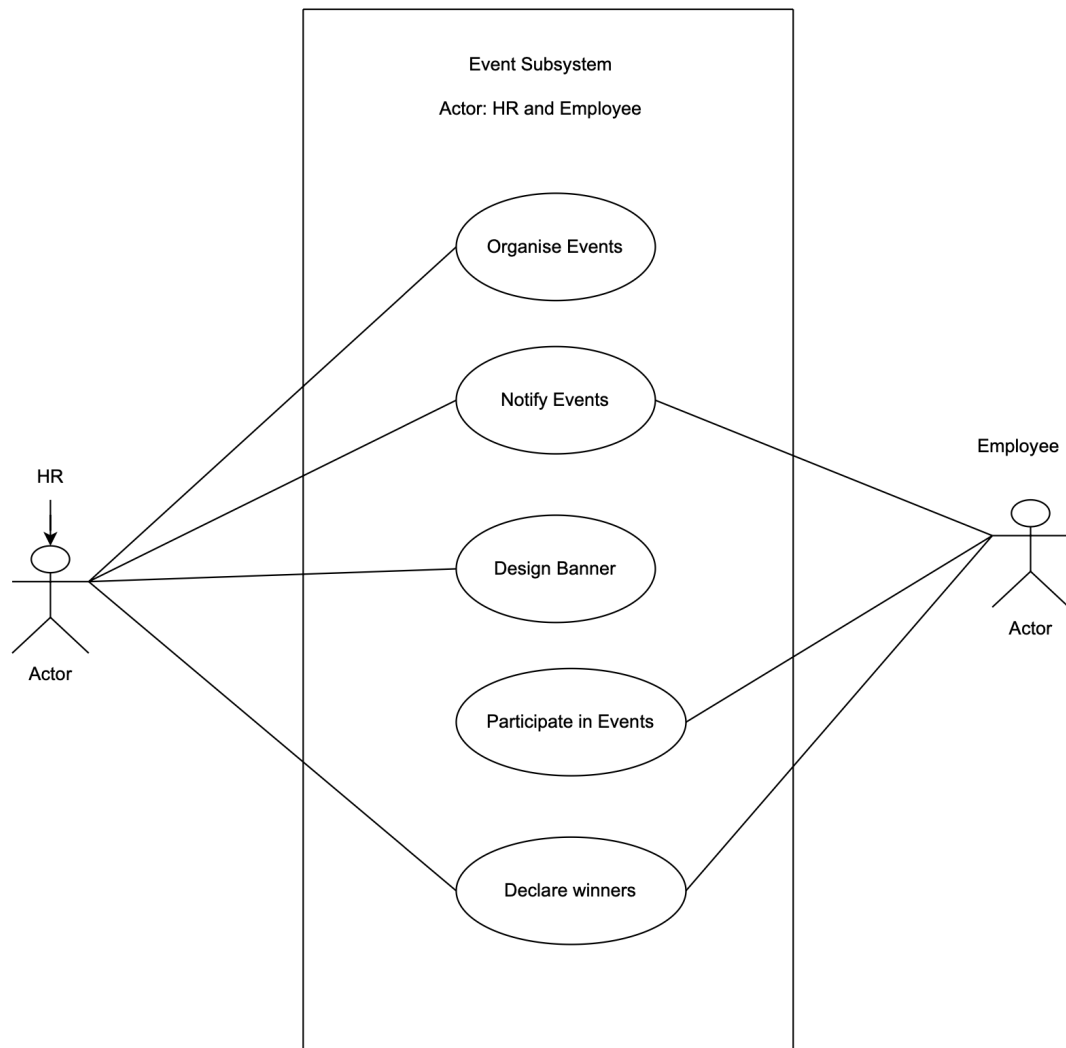 Event Subsystem
Actor: HR and Employee
Organise Events
Notify Events
Employee
HR
Design Banner
Actor
Actor
Participate in Events
Declare winners